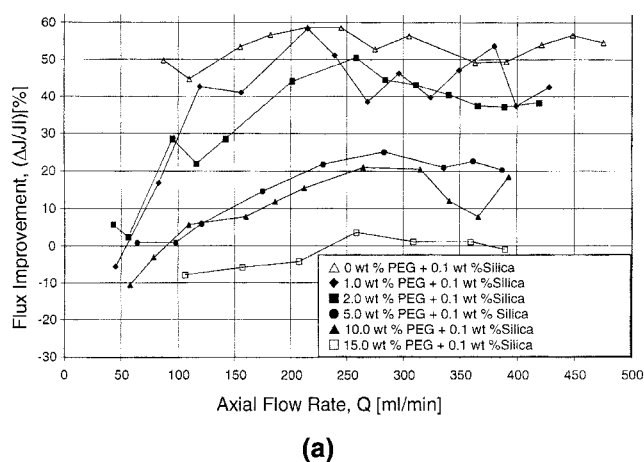 Flux Improvement, (ΔJ/Jl)[%]
60
50
40
30
20
10
0
-10
-20
-30
0 50 100 150 200 250 300 350 400 450 500
△ 0 wt % PEG + 0.1 wt %Silica
◆ 1.0 wt % PEG + 0.1 wt %Silica
■ 2.0 wt % PEG + 0.1 wt %Silica
● 5.0 wt % PEG + 0.1 wt % Silica
▲ 10.0 wt % PEG + 0.1 wt %Silica
□ 15.0 wt % PEG + 0.1 wt %Silica
Axial Flow Rate, Q [ml/min]
(a)